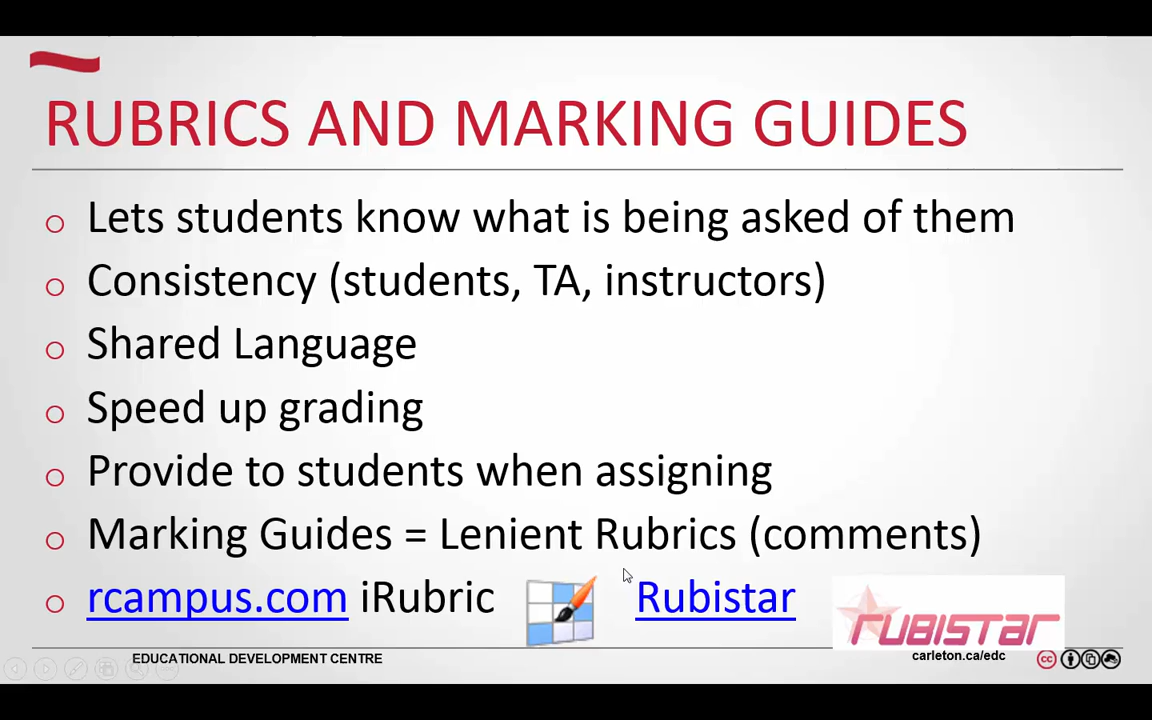 RUBRICS AND MARKING GUIDES
Lets students know what is being asked of them
Consistency (students, TA, instructors)
Shared Language
Speed up grading
Provide to students when assigning
Marking Guides = Lenient Rubrics (comments)
rcampus.com iRubric Rubistar RUBISTAR
EDUCATIONAL DEVELOPMENT CENTRE
carleton.ca/edc
cc